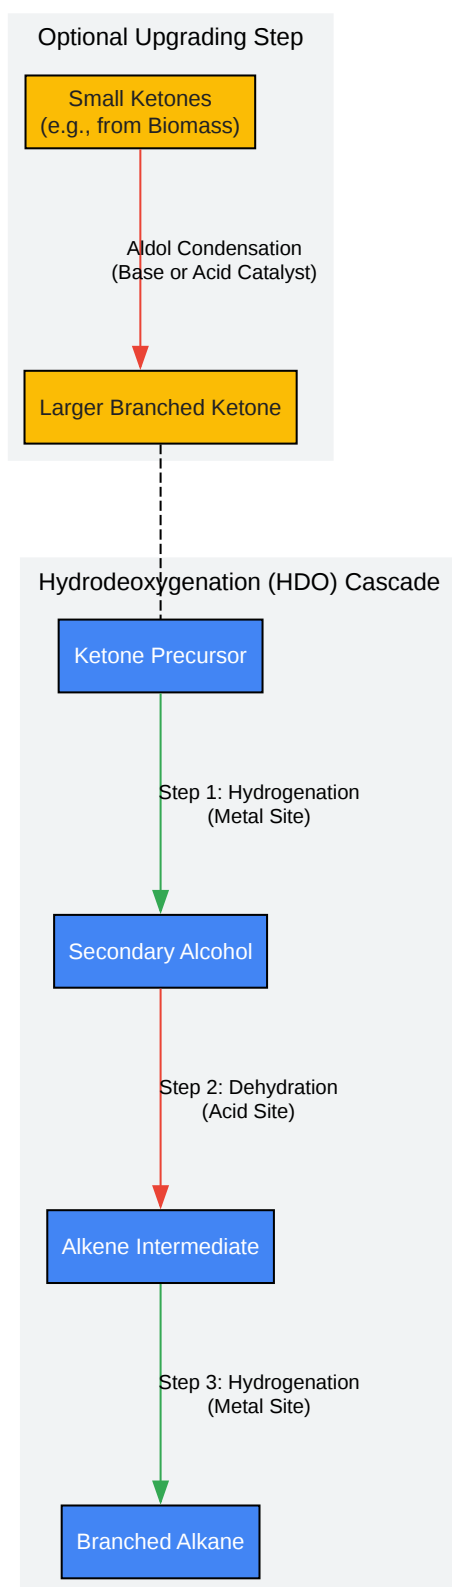 Optional Upgrading Step
Small Ketones
(e.g., from Biomass)
Aldol Condensation
(Base or Acid Catalyst)
Larger Branched Ketone
Hydrodeoxygenation (HDO) Cascade
Ketone Precursor
Step 1: Hydrogenation
(Metal Site)
Secondary Alcohol
Step 2: Dehydration
(Acid Site)
Alkene Intermediate
Step 3: Hydrogenation
(Metal Site)
Branched Alkane